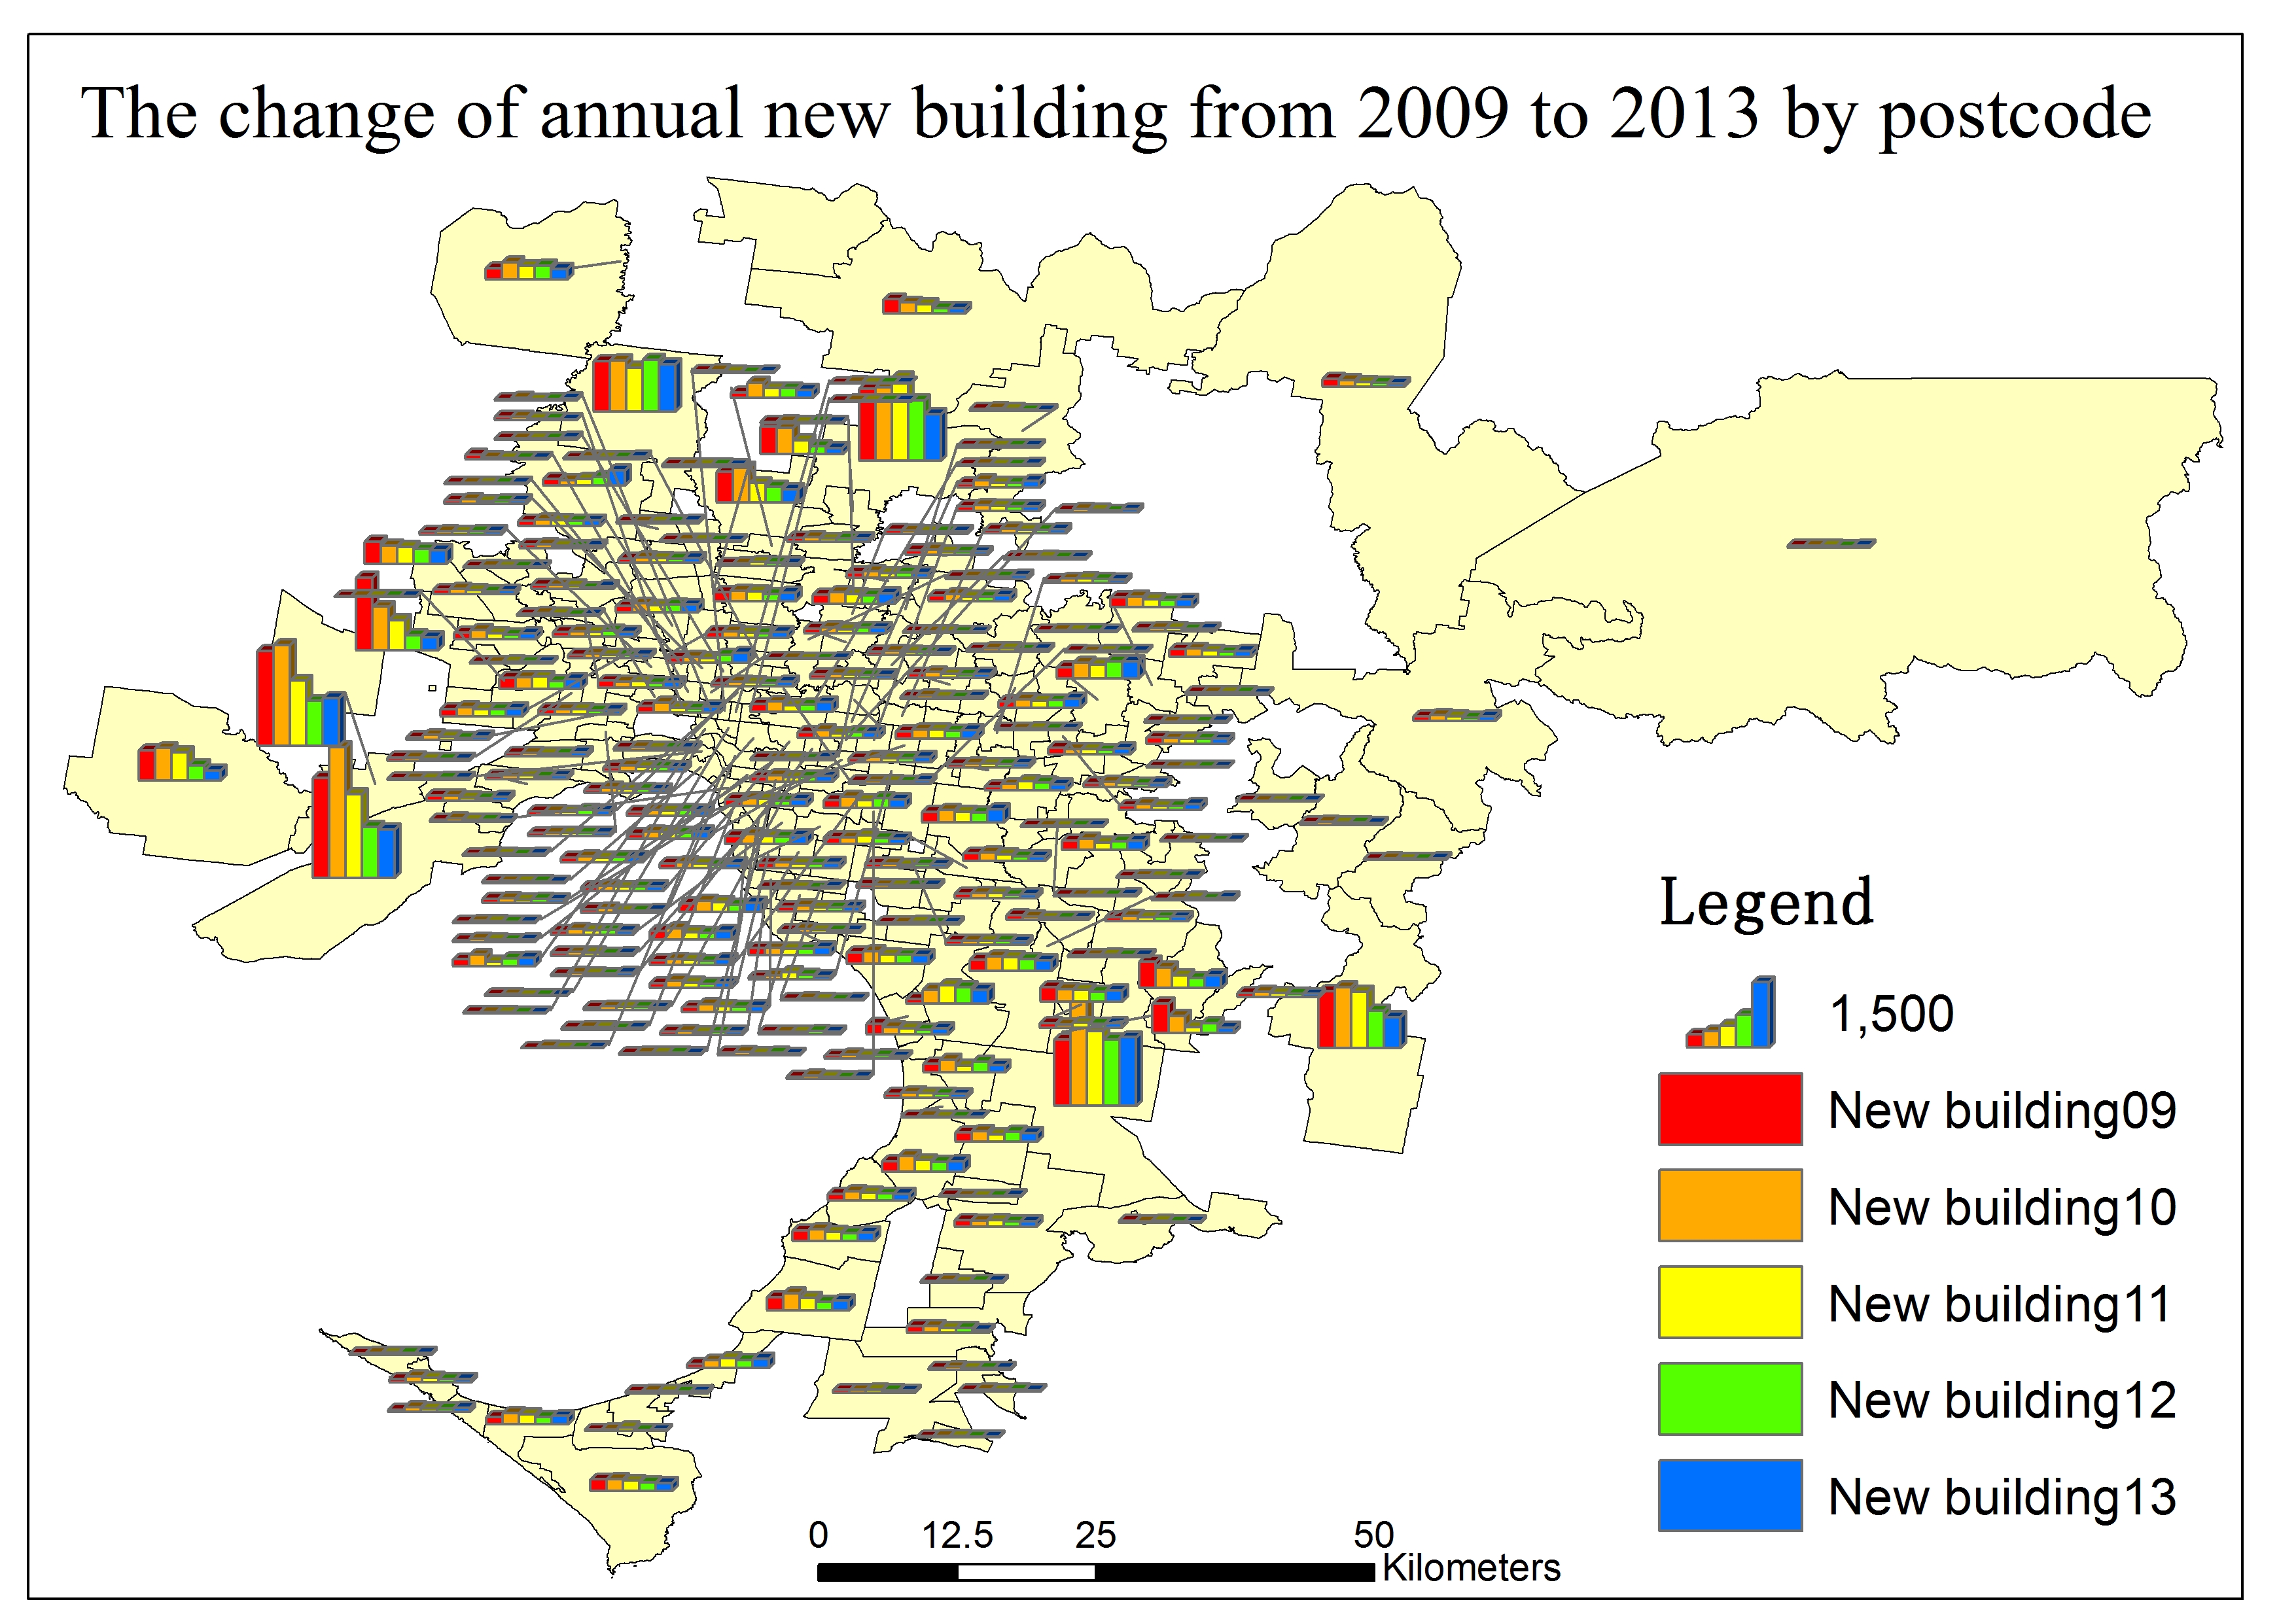 The change of annual new building from 2009 to 2013 by postcode
Legend
1,500
New building09
New building10
New building11
New building12
New building13
0 12.5 25 50
Kilometers